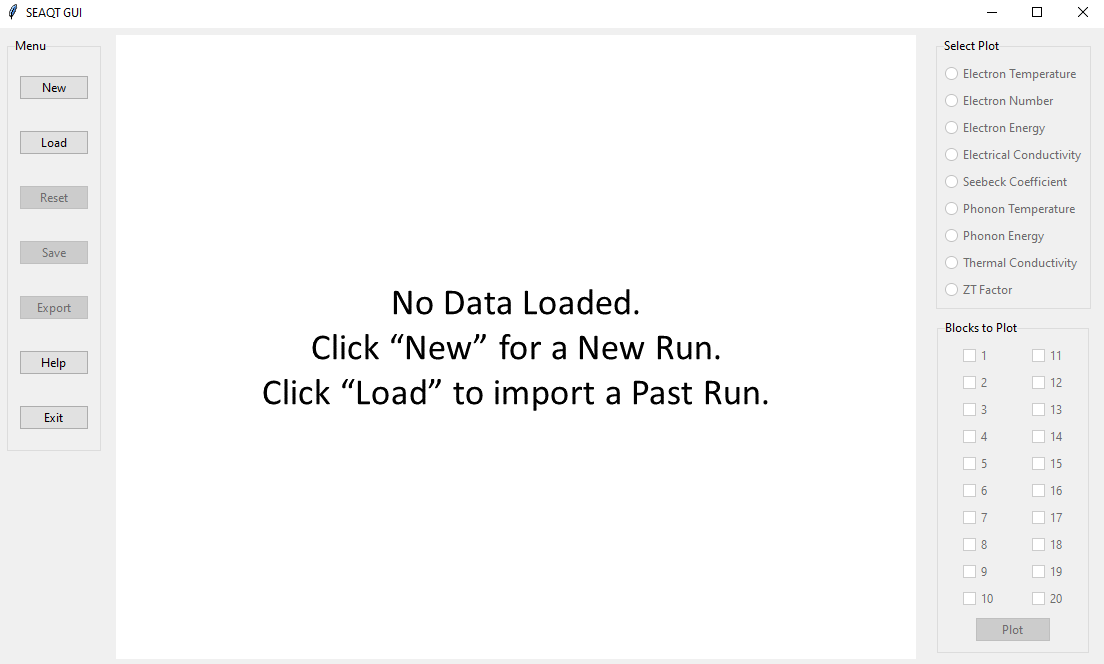 SEAQT GUI
Menu
New
Load
Reset
Save
Export
Help
Exit
No Data Loaded.
Click “New” for a New Run.
Click “Load” to import a Past Run.
Select Plot
Electron Temperature
Electron Number
Electron Energy
Electrical Conductivity
Seebeck Coefficient
Phonon Temperature
Phonon Energy
Thermal Conductivity
ZT Factor
Blocks to Plot
1 11
2 12
3 13
4 14
5 15
6 16
7 17
8 18
9 19
10 20
Plot